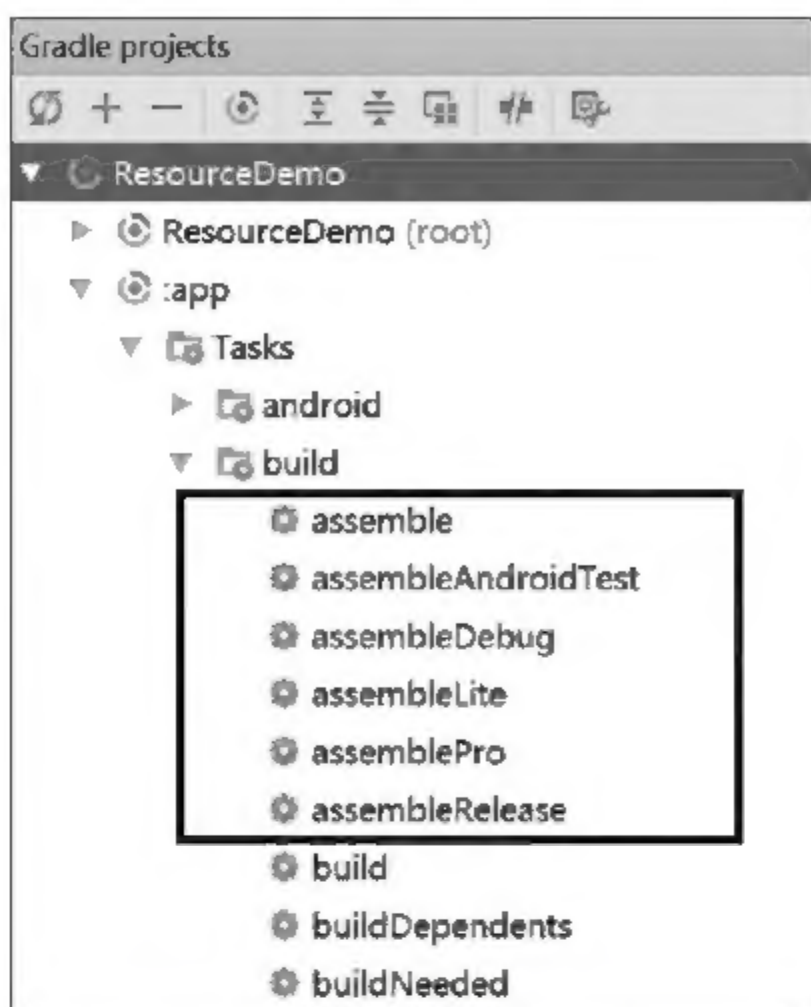 Gradle projects
ResourceDemo
ResourceDemo (root)
:app
Tasks
android
build
assemble
assembleAndroidTest
assembleDebug
assembleLite
assemblePro
assembleRelease
build
buildDependents
buildNeeded